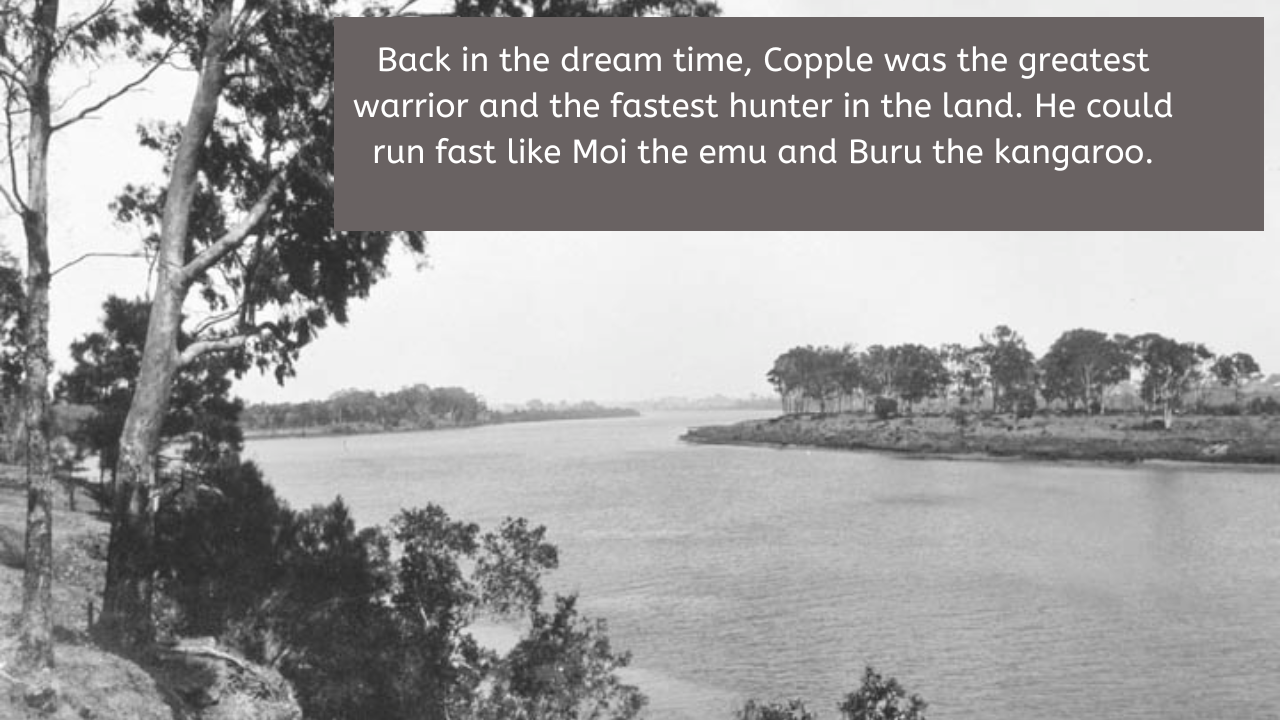 Back in the dream time, Copple was the greatest
warrior and the fastest hunter in the land. He could
run fast like Moi the emu and Buru the kangaroo.